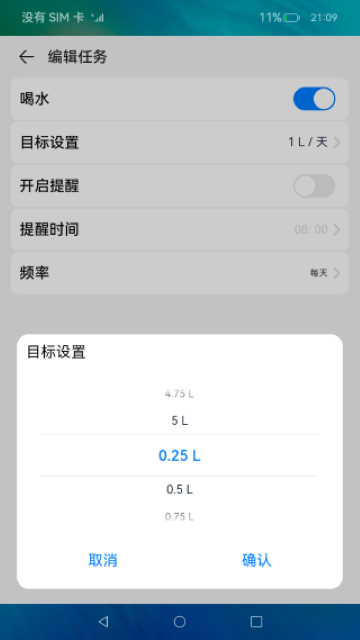 没有 SIM 卡 11% 21:09
编辑任务
喝水
目标设置 1 L / 天
开启提醒
提醒时间 08: 00
频率 每天
目标设置
4.75 L
5 L
0.25 L
0.5 L
0.75 L
取消 确认